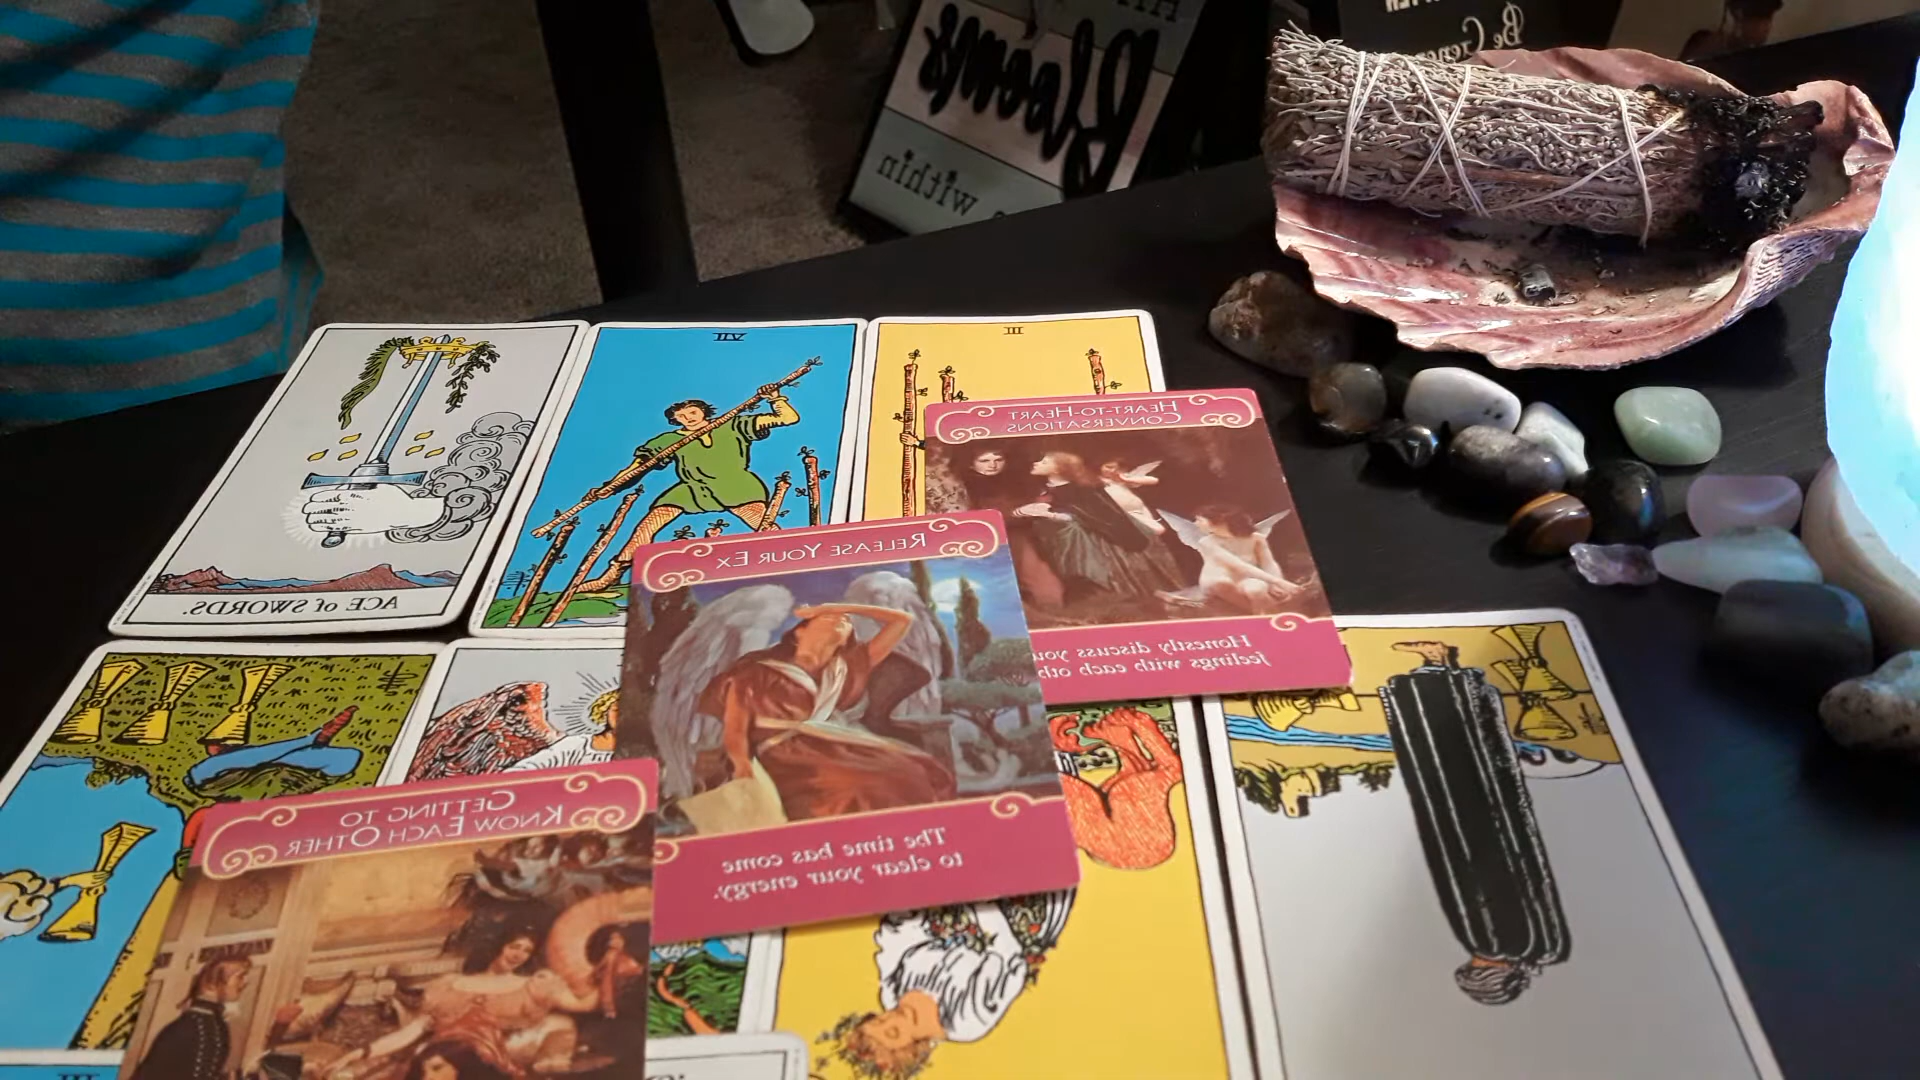 Blooms
within
Be
VII
III
HEART-TO-HEART
CONVERSATIONS
RELEASE YOUR EX
ACE of SWORDS.
Honestly discuss your
feelings with each
GETTING TO
KNOW EACH OTHER
The time has come
to clear your energy.